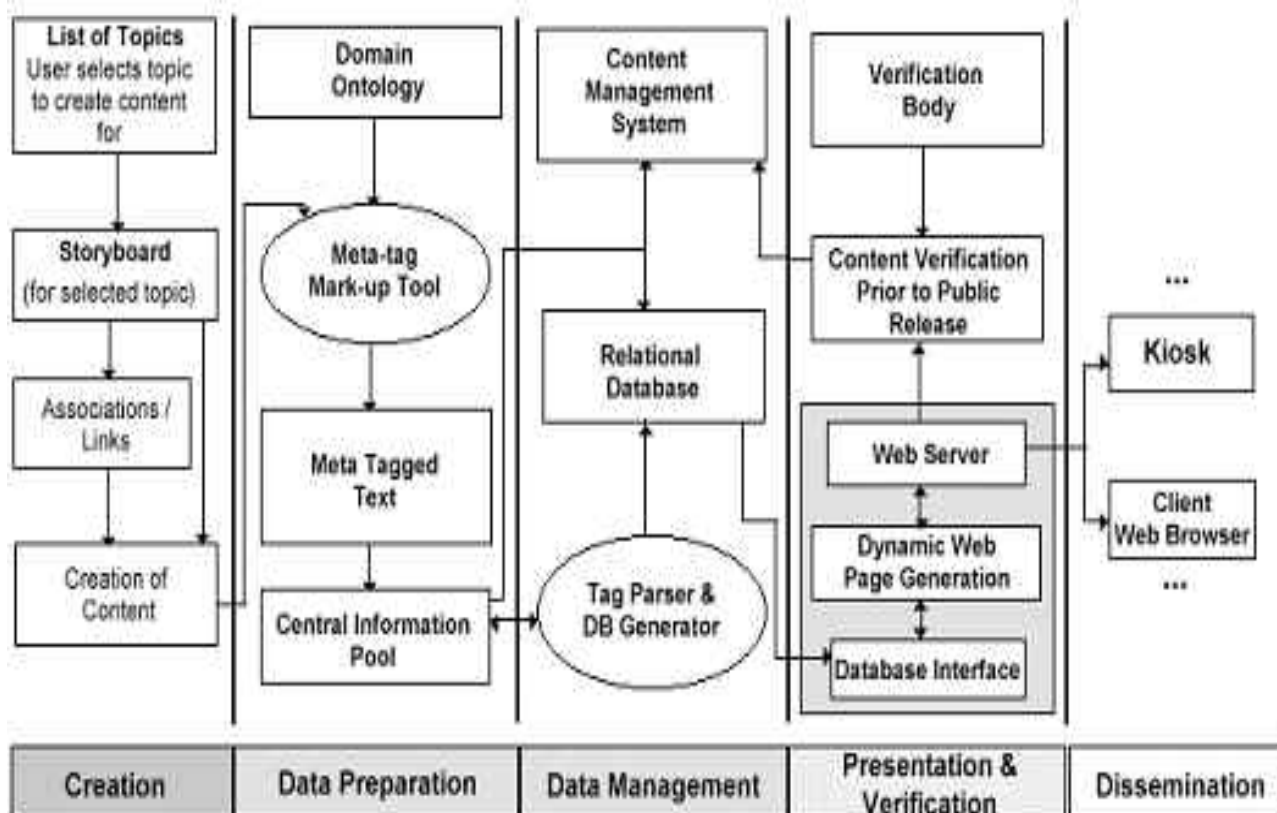 List of Topics
User selects topic
to create content
for
Storyboard
(for selected topic)
Associations /
Links
Creation of
Content
Domain
Ontology
Meta-tag
Mark-up Tool
Meta Tagged
Text
Central Information
Pool
Content
Management
System
Relational
Database
Tag Parser &
DB Generator
Verification
Body
Content Verification
Prior to Public
Release
Web Server
Dynamic Web
Page Generation
Database Interface
...
Kiosk
Client
Web Browser
...
Creation
Data Preparation
Data Management
Presentation &
Verification
Dissemination